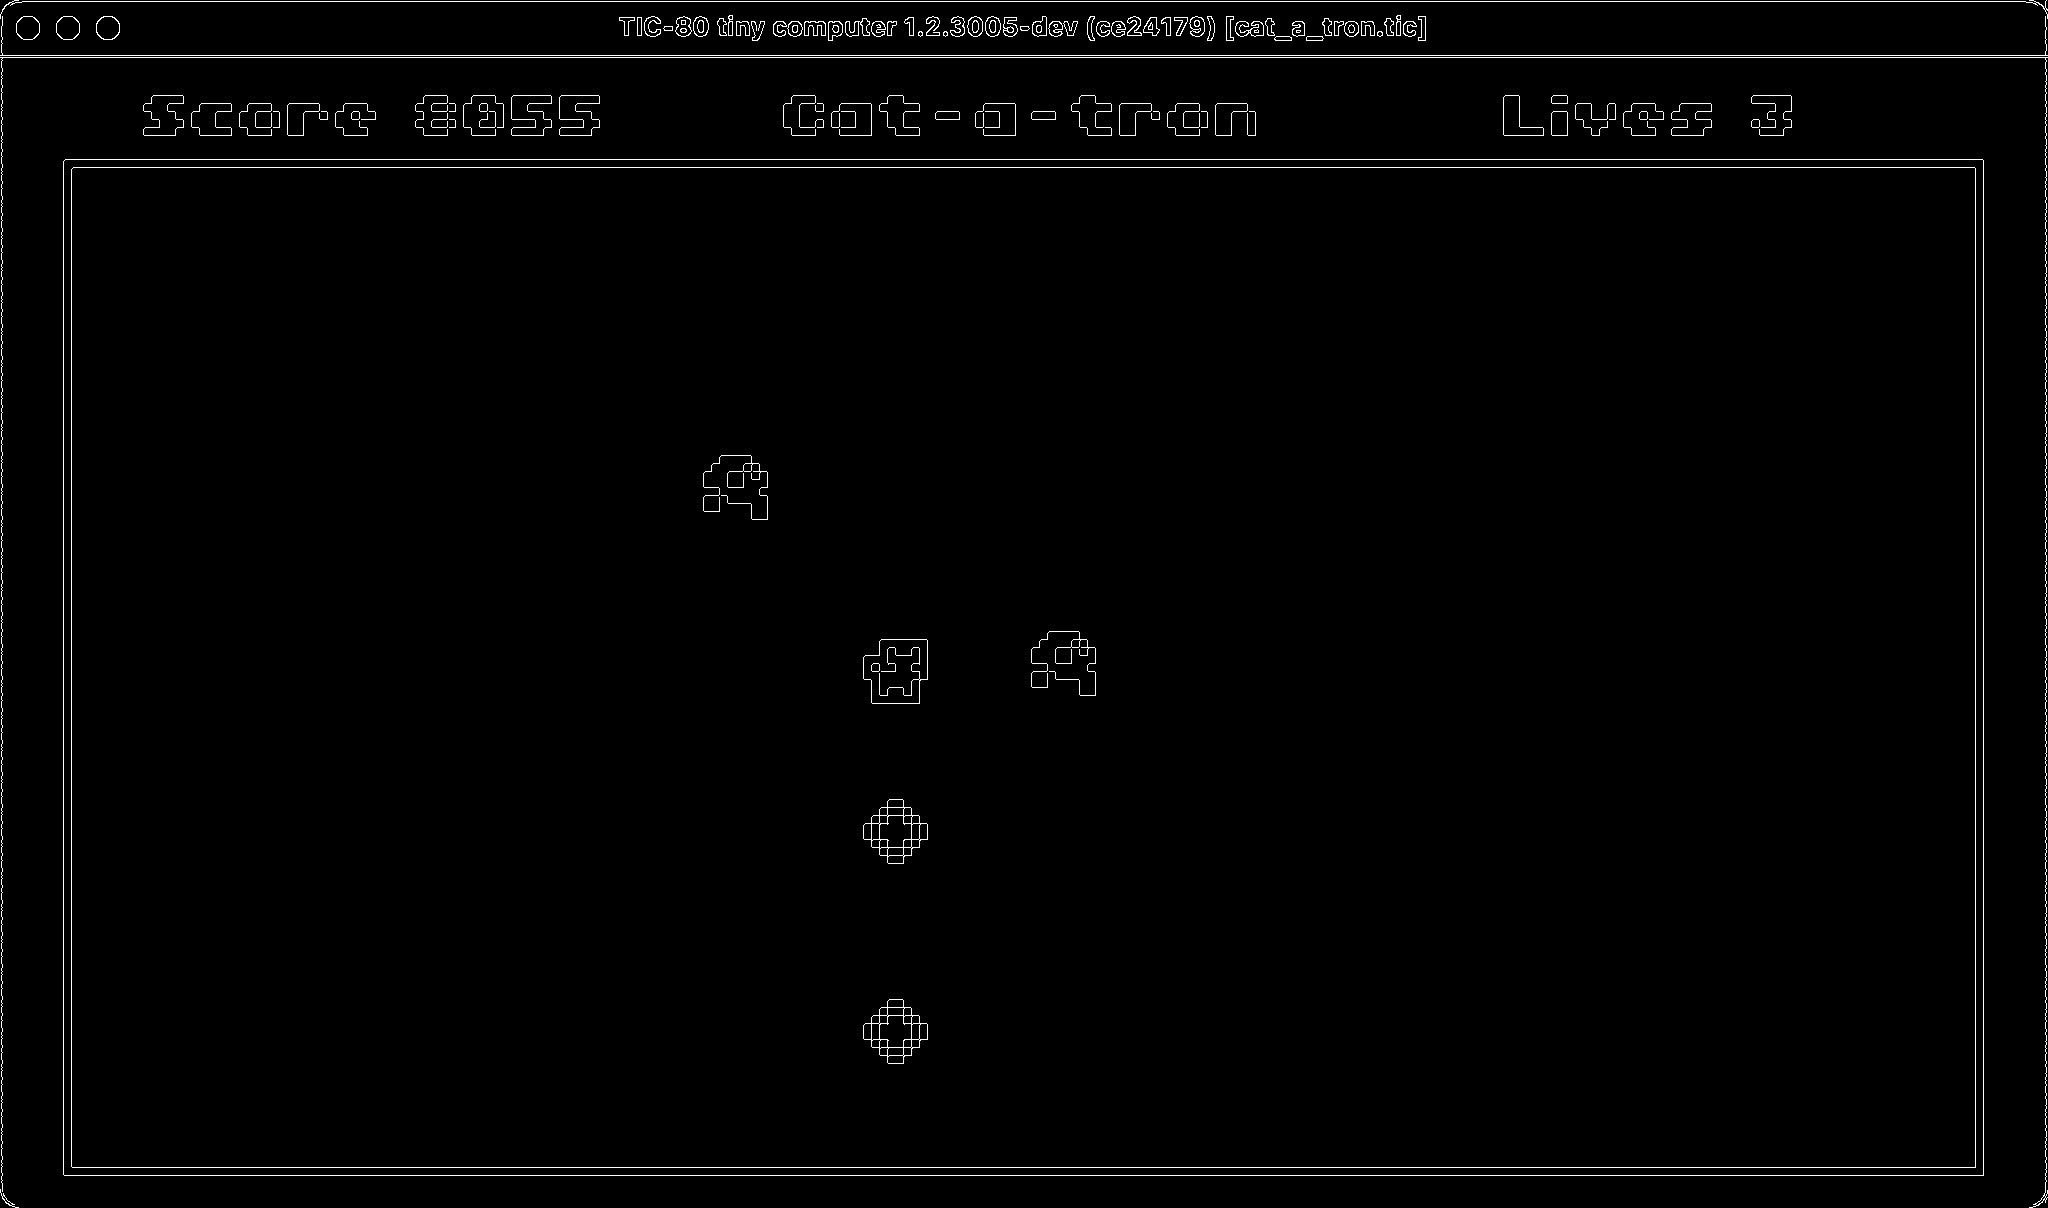 TIC-80 tiny computer 1.2.3005-dev (ce24179) [cat_a_tron.tic]
Score 8055 Cat-a-tron Lives 3